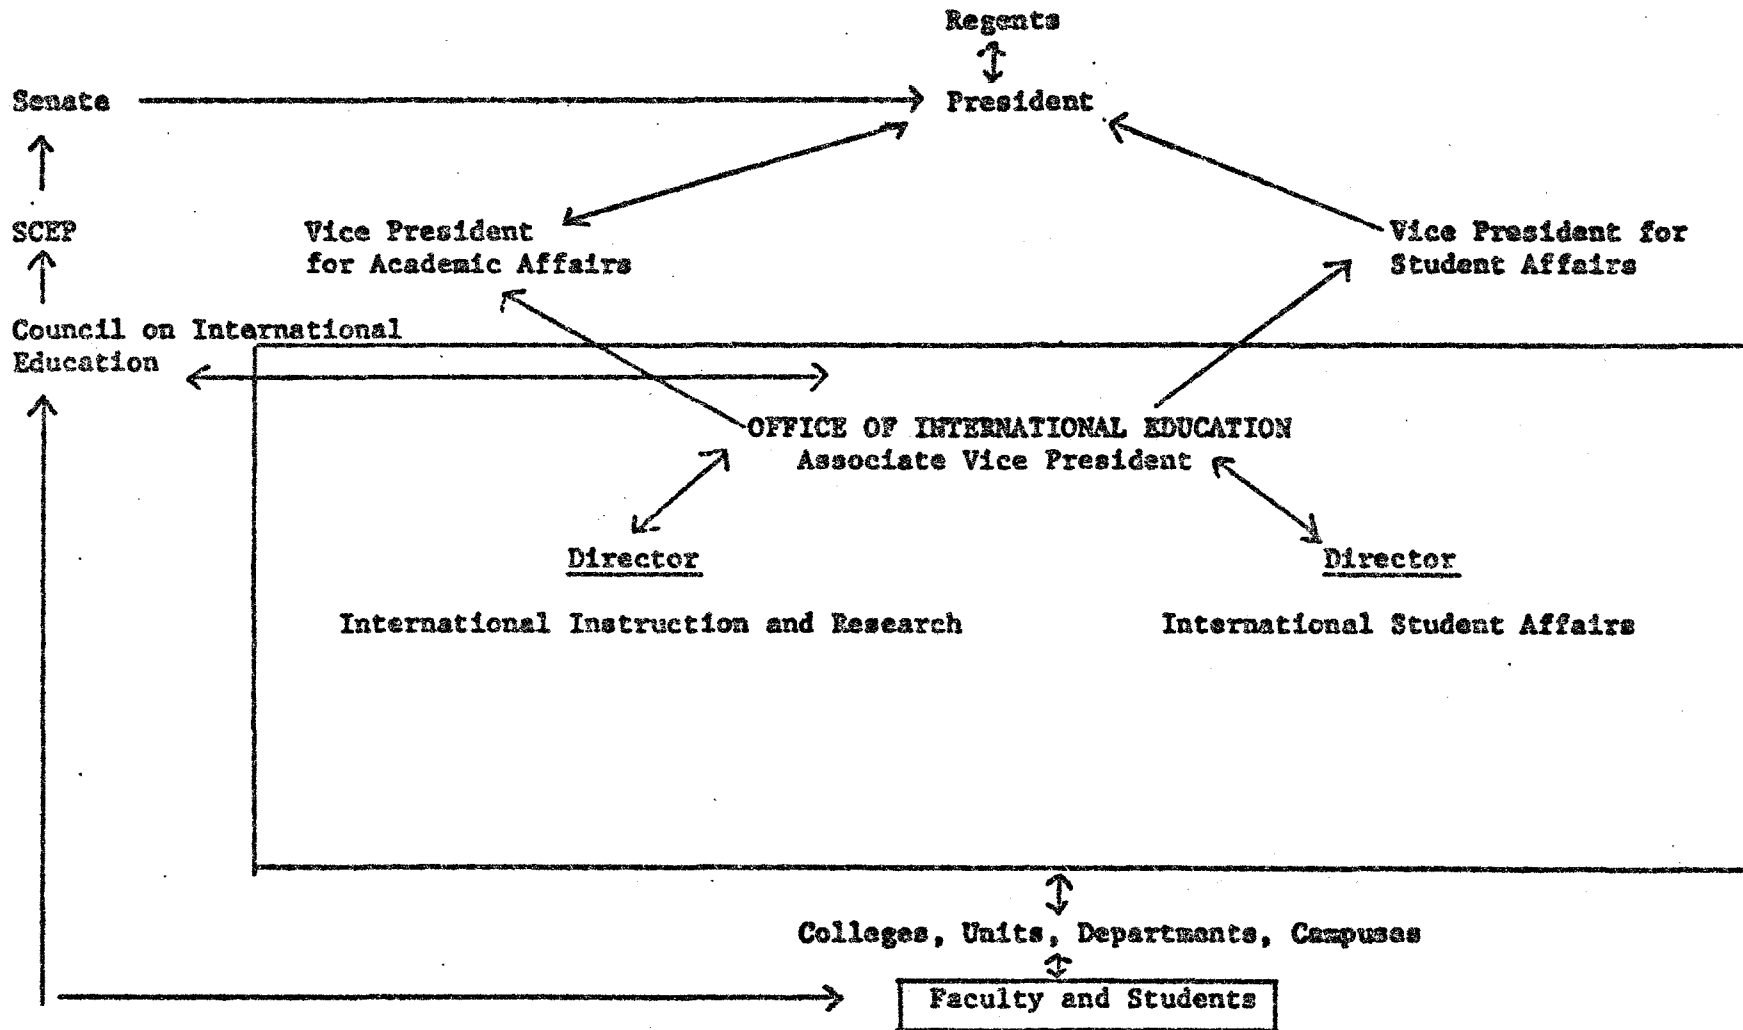 Regents
Senate
President
SCEP
Vice President
for Academic Affairs
Vice President for
Student Affairs
Council on International
Education
OFFICE OF INTERNATIONAL EDUCATION
Associate Vice President
Director
Director
International Instruction and Research
International Student Affairs
Colleges, Units, Departments, Campuses
Faculty and Students